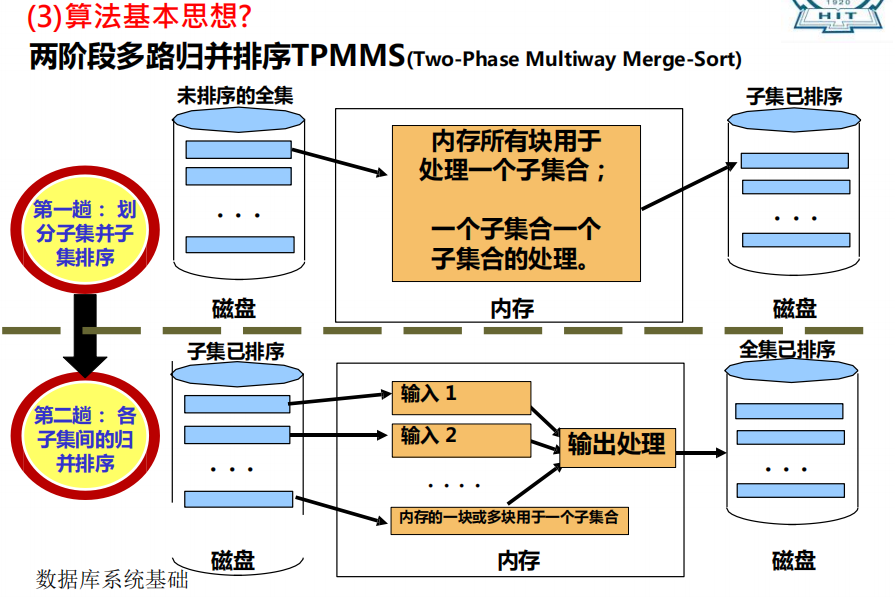 (3)算法基本思想?
1920
HIT
两阶段多路归并排序TPMMS(Two-Phase Multiway Merge-Sort)
未排序的全集
子集已排序
内存所有块用于
处理一个子集合；
一个子集合一个
子集合的处理。
第一趟： 划
分子集并子
集排序
. . .
. . .
磁盘
内存
磁盘
子集已排序
全集已排序
第二趟： 各
子集间的归
并排序
输入 1
输入 2
输出处理
. . .
. . . .
. . .
内存的一块或多块用于一个子集合
磁盘
内存
磁盘
数据库系统基础